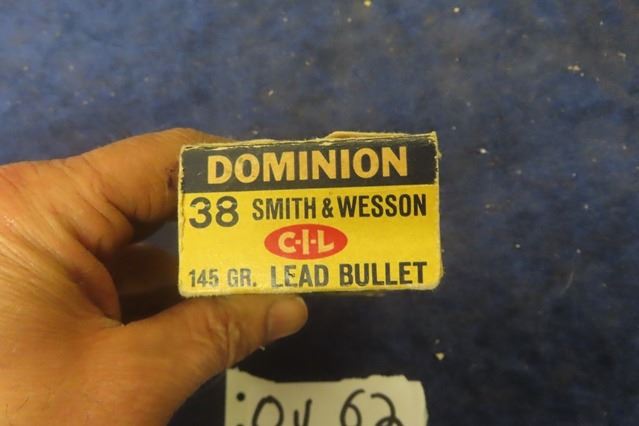 DOMINION
38 SMITH & WESSON
C-I-L
145 GR. LEAD BULLET